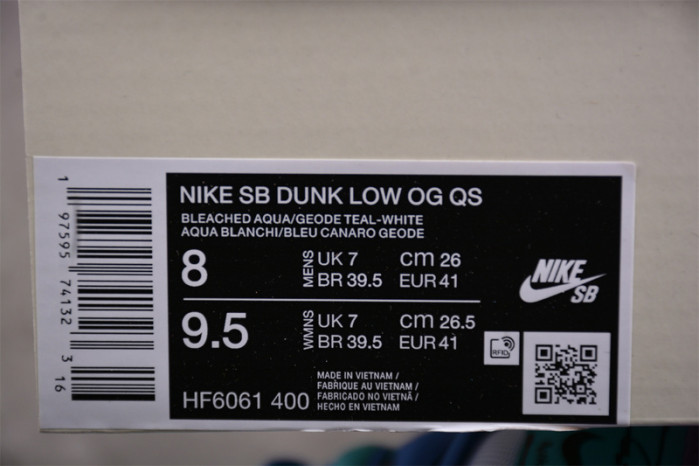 1 97595 74132 3 16
NIKE SB DUNK LOW OG QS
BLEACHED AQUA/GEODE TEAL-WHITE
AQUA BLANCHI/BLEU CANARO GEODE
8 MENS UK 7 cm 26
BR 39.5 EUR 41
9.5 WMNS UK 7 cm 26.5
BR 39.5 EUR 41
NIKE
SB
RFID
MADE IN VIETNAM /
FABRIQUE AU VIETNAM /
FABRICADO NO VIETNÃ /
HECHO EN VIETNAM
HF6061 400